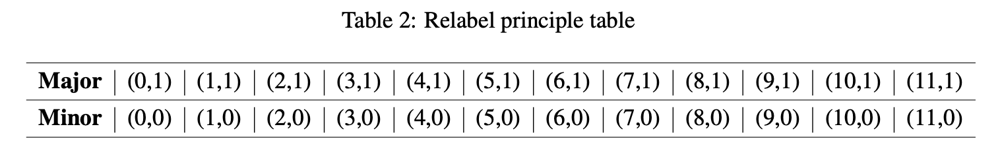 Table 2: Relabel principle table
Major | (0,1) | (1,1) | (2,1) | (3,1) | (4,1) | (5,1) | (6,1) | (7,1) | (8,1) | (9,1) | (10,1) | (11,1)
Minor | (0,0) | (1,0) | (2,0) | (3,0) | (4,0) | (5,0) | (6,0) | (7,0) | (8,0) | (9,0) | (10,0) | (11,0)